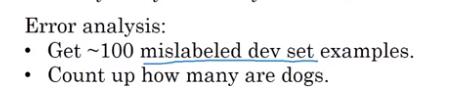 Error analysis:
• Get ~100 mislabeled dev set examples.
• Count up how many are dogs.